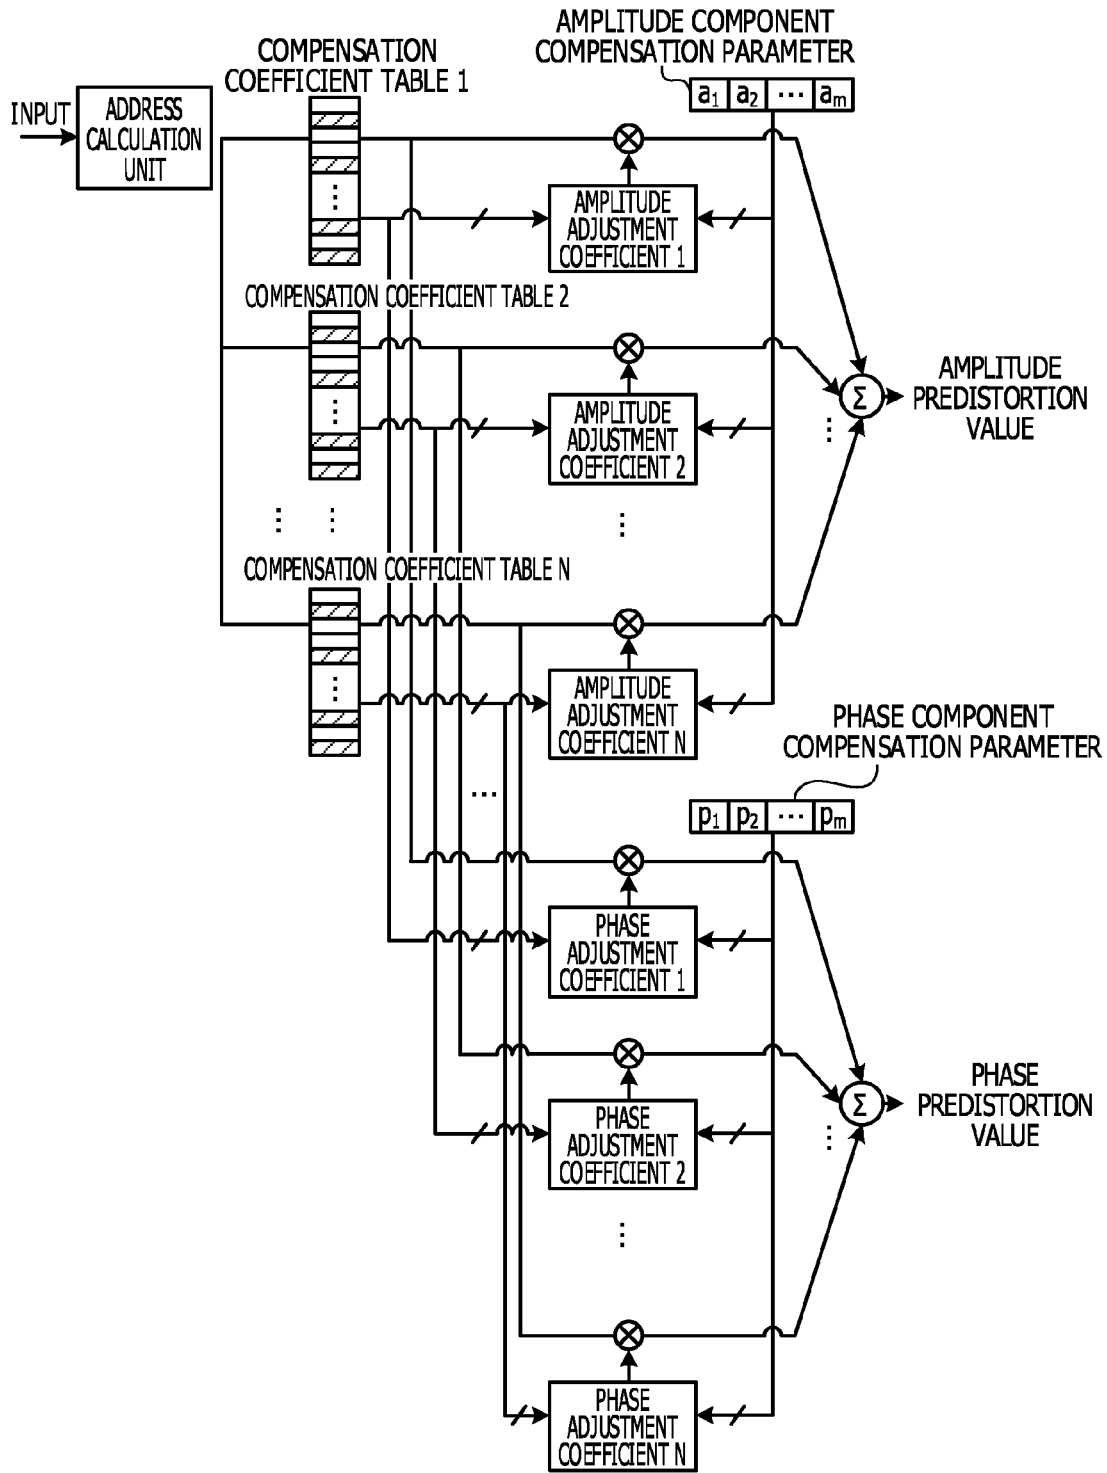 AMPLITUDE COMPONENT
COMPENSATION PARAMETER
COMPENSATION
COEFFICIENT TABLE 1
a1 a2 ... am
INPUT
ADDRESS
CALCULATION
UNIT
AMPLITUDE
ADJUSTMENT
COEFFICIENT 1
COMPENSATION COEFFICIENT TABLE 2
AMPLITUDE
ADJUSTMENT
COEFFICIENT 2
Σ
AMPLITUDE
PREDISTORTION
VALUE
COMPENSATION COEFFICIENT TABLE N
AMPLITUDE
ADJUSTMENT
COEFFICIENT N
PHASE COMPONENT
COMPENSATION PARAMETER
p1 p2 ... pm
PHASE
ADJUSTMENT
COEFFICIENT 1
PHASE
ADJUSTMENT
COEFFICIENT 2
Σ
PHASE
PREDISTORTION
VALUE
PHASE
ADJUSTMENT
COEFFICIENT N